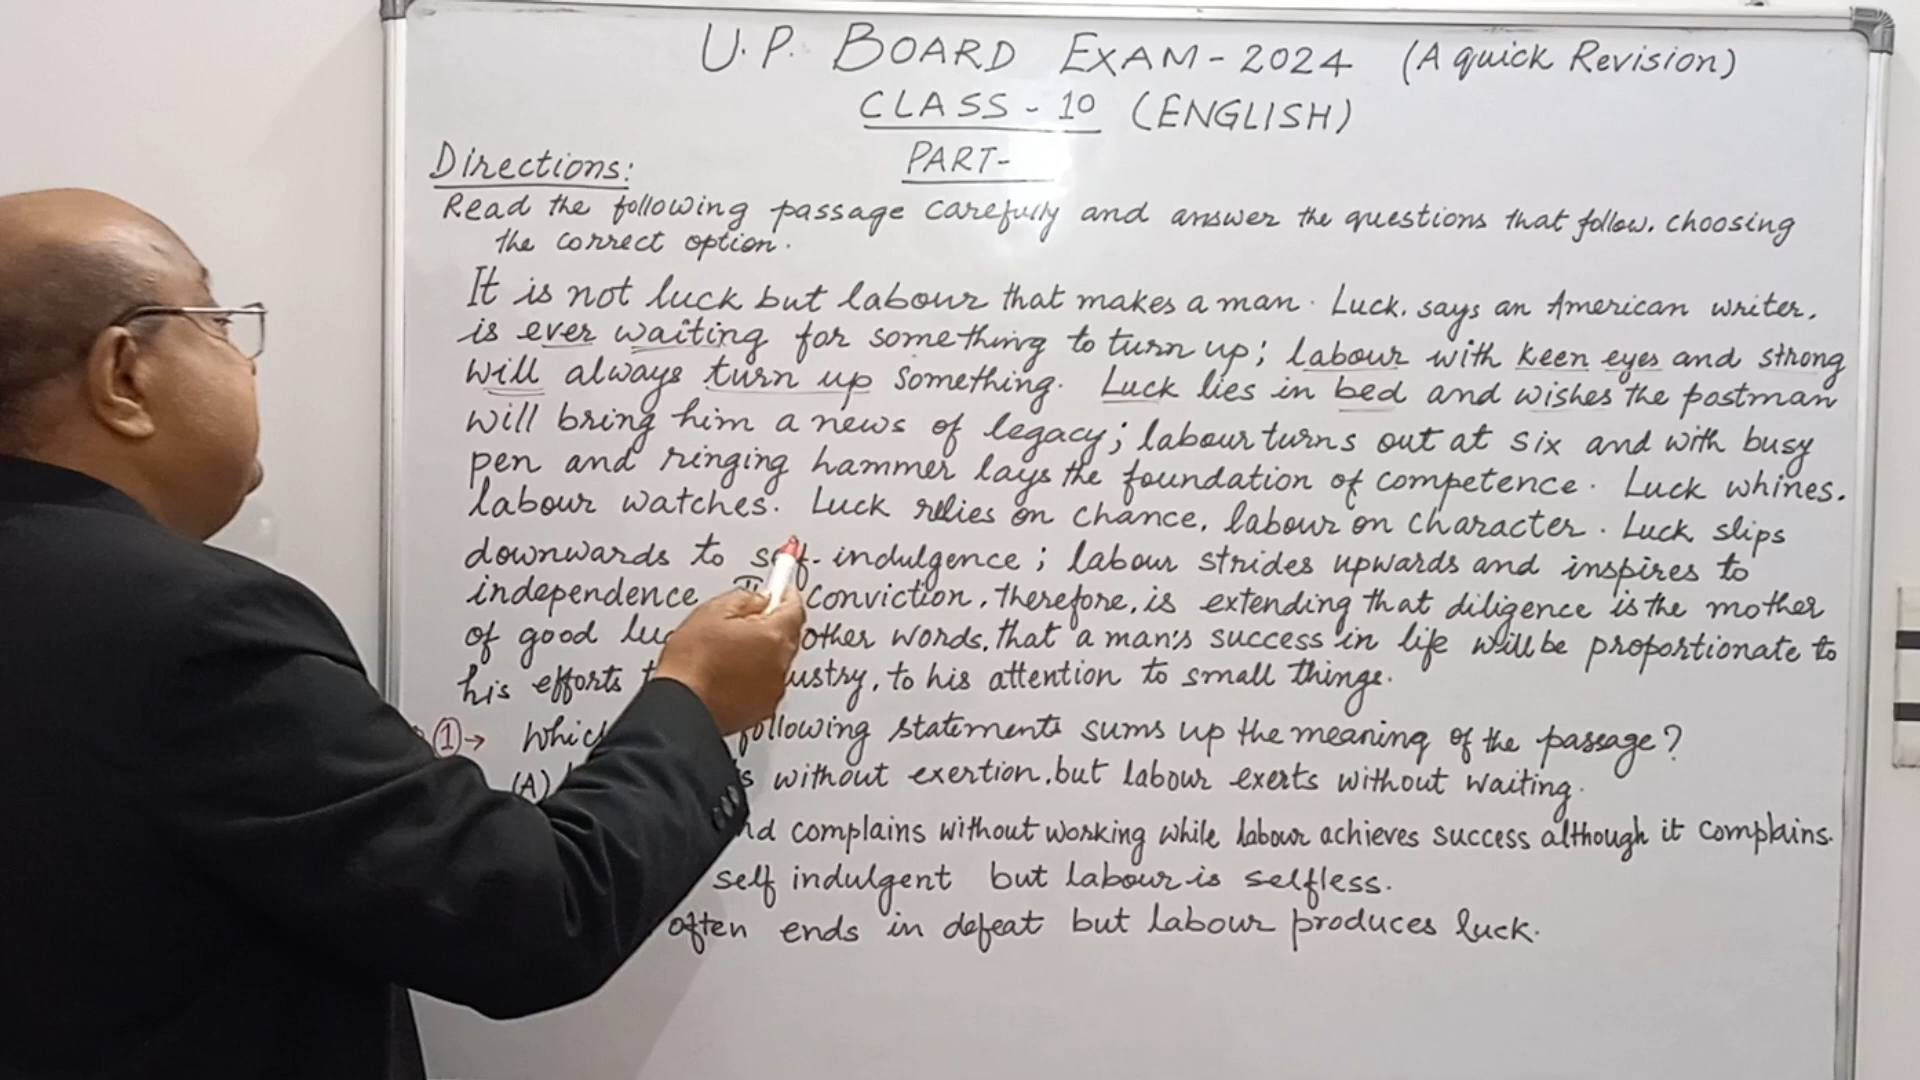 U.P. BOARD EXAM-2024 (A quick Revision)
CLASS-10 (ENGLISH)
PART-
Directions:
Read the following passage carefully and answer the questions that follow, choosing
the correct option.
It is not luck but labour that makes a man. Luck, says an American writer,
is ever waiting for something to turn up; labour with keen eyes and strong
will always turn up something. Luck lies in bed and wishes the postman
will bring him a news of legacy; labour turns out at six and with busy
pen and ringing hammer lays the foundation of competence. Luck whines,
labour watches. Luck relies on chance, labour on character. Luck slips
downwards to self-indulgence; labour strides upwards and inspires to
independence conviction, therefore, is extending that diligence is the mother
of good other words, that a man's success in life will be proportionate to
his efforts to his attention to small things.
(1)→ following statements sums up the meaning of the passage?
(A) without exertion, but labour exerts without waiting.
complains without working while labour achieves success although it complains.
self indulgent but labour is selfless.
often ends in defeat but labour produces luck.